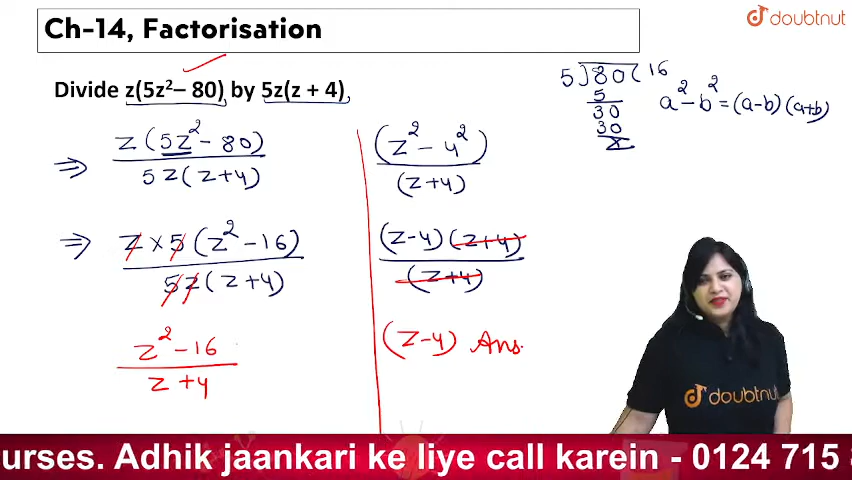 Ch-14, Factorisation
doubtnut
Divide z(5z²– 80) by 5z(z + 4).
5)80(16
5
30
30
x
a² - b² = (a-b)(a+b)
⇒ z(5z² - 80) / 5z(z+4)
⇒ z × 5(z² - 16) / 5z(z+4)
z² - 16 / z + 4
(z² - 4²) / (z+4)
(z-4)(z+4) / (z+4)
(z-4) Ans.
doubtnut
urses. Adhik jaankari ke liye call karein - 0124 715